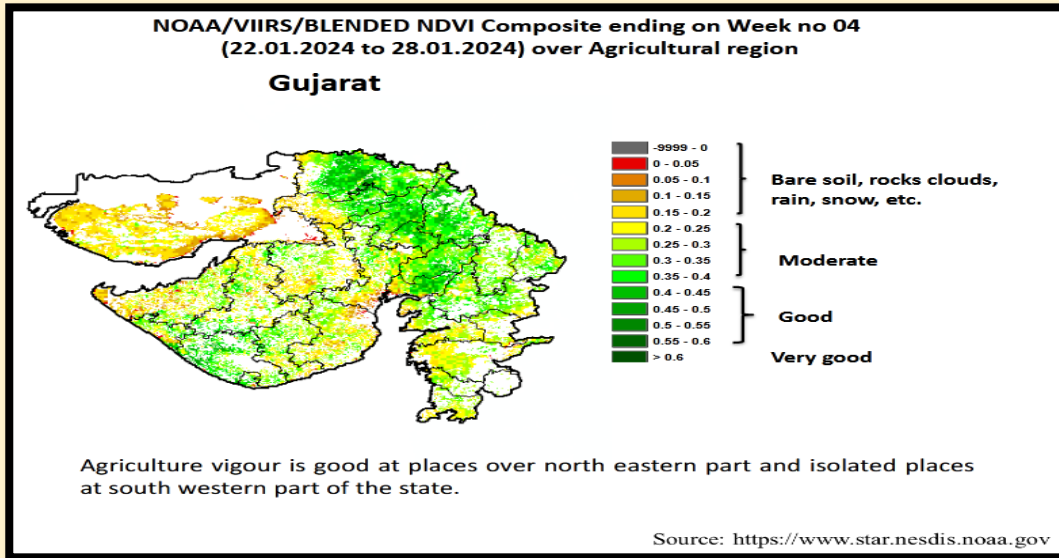 NOAA/VIIRS/BLENDED NDVI Composite ending on Week no 04
(22.01.2024 to 28.01.2024) over Agricultural region
Gujarat
-9999 - 0
0 - 0.05
0.05 - 0.1
0.1 - 0.15
0.15 - 0.2
0.2 - 0.25
0.25 - 0.3
0.3 - 0.35
0.35 - 0.4
0.4 - 0.45
0.45 - 0.5
0.5 - 0.55
0.55 - 0.6
> 0.6
Bare soil, rocks clouds,
rain, snow, etc.
Moderate
Good
Very good
Agriculture vigour is good at places over north eastern part and isolated places
at south western part of the state.
Source: https://www.star.nesdis.noaa.gov